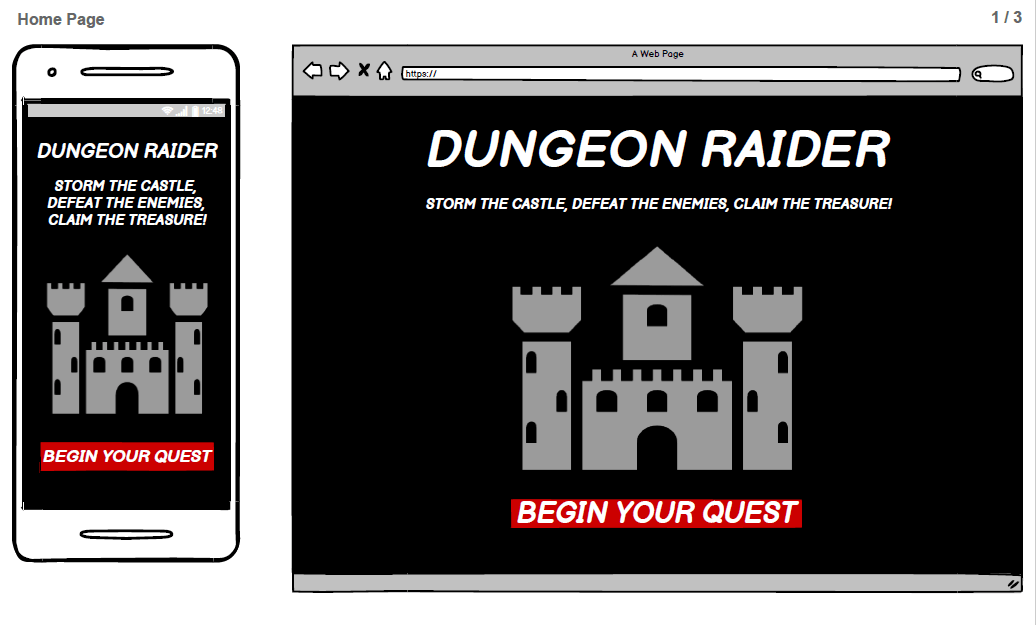 Home Page
1 / 3
12:48
DUNGEON RAIDER
STORM THE CASTLE,
DEFEAT THE ENEMIES,
CLAIM THE TREASURE!
BEGIN YOUR QUEST
A Web Page
https://
DUNGEON RAIDER
STORM THE CASTLE, DEFEAT THE ENEMIES, CLAIM THE TREASURE!
BEGIN YOUR QUEST